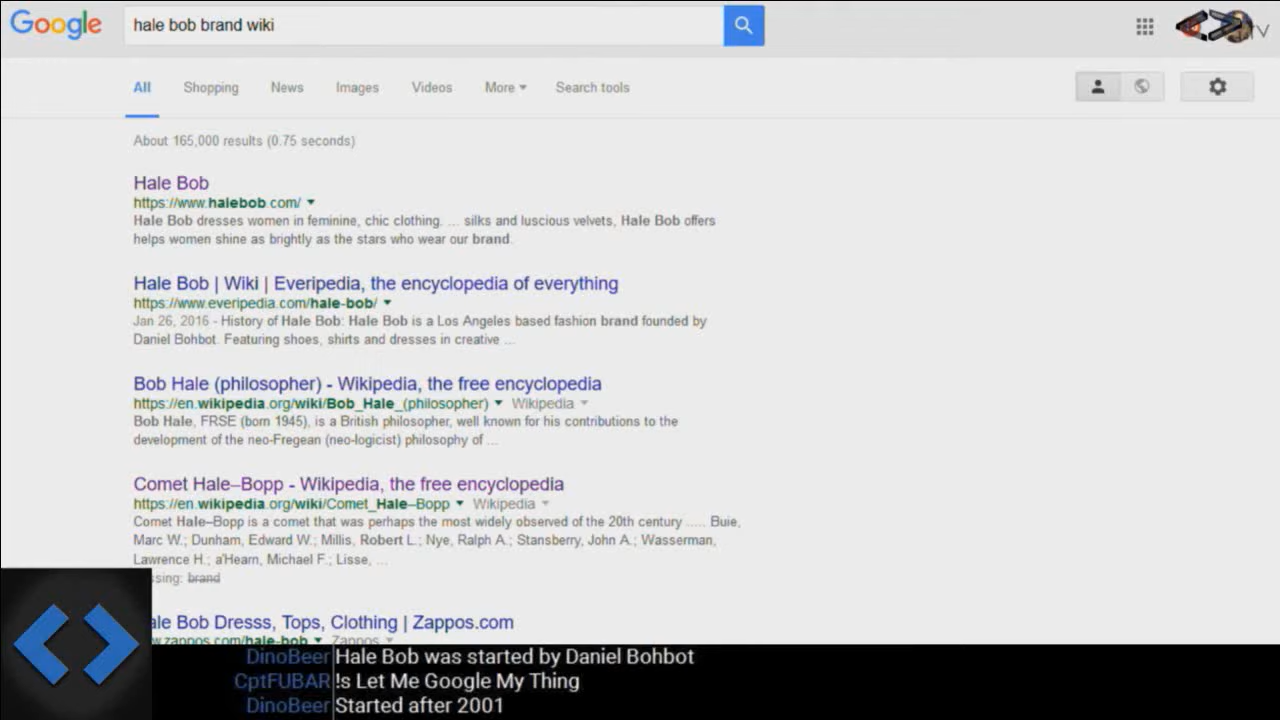 Google hale bob brand wiki
All Shopping News Images Videos More Search tools
About 165,000 results (0.75 seconds)
Hale Bob
https://www.halebob.com/
Hale Bob dresses women in feminine, chic clothing. ... silks and luscious velvets, Hale Bob offers
helps women shine as brightly as the stars who wear our brand.
Hale Bob | Wiki | Everipedia, the encyclopedia of everything
https://www.everipedia.com/hale-bob/
Jan 26, 2016 - History of Hale Bob: Hale Bob is a Los Angeles based fashion brand founded by
Daniel Bohbot. Featuring shoes, shirts and dresses in creative ...
Bob Hale (philosopher) - Wikipedia, the free encyclopedia
https://en.wikipedia.org/wiki/Bob_Hale_(philosopher) Wikipedia
Bob Hale, FRSE (born 1945), is a British philosopher, well known for his contributions to the
development of the neo-Fregean (neo-logicist) philosophy of ...
Comet Hale–Bopp - Wikipedia, the free encyclopedia
https://en.wikipedia.org/wiki/Comet_Hale–Bopp Wikipedia
Comet Hale–Bopp is a comet that was perhaps the most widely observed of the 20th century ..... Buie,
Marc W.; Dunham, Edward W.; Millis, Robert L.; Nye, Ralph A.; Stansberry, John A.; Wasserman,
Lawrence H.; a'Hearn, Michael F.; Lisse, ...
ssing: brand
ale Bob Dresss, Tops, Clothing | Zappos.com
w.zappos.com/hale-bob Zappos
DinoBeer Hale Bob was started by Daniel Bohbot
CptFUBAR !s Let Me Google My Thing
DinoBeer Started after 2001